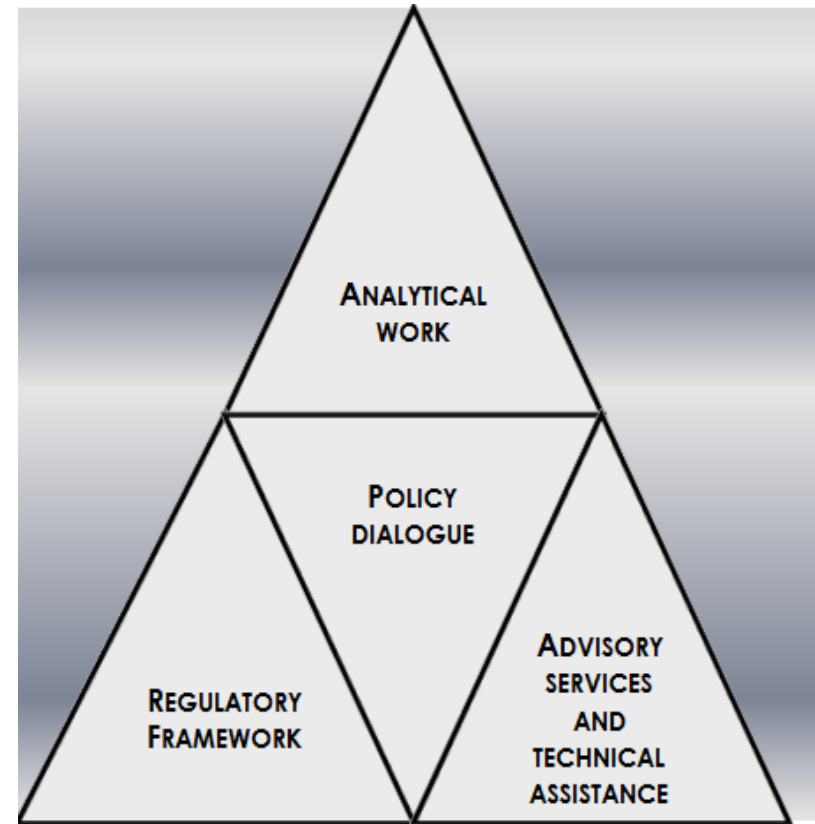 ANALYTICAL
WORK
POLICY
DIALOGUE
REGULATORY
FRAMEWORK
ADVISORY
SERVICES
AND
TECHNICAL
ASSISTANCE